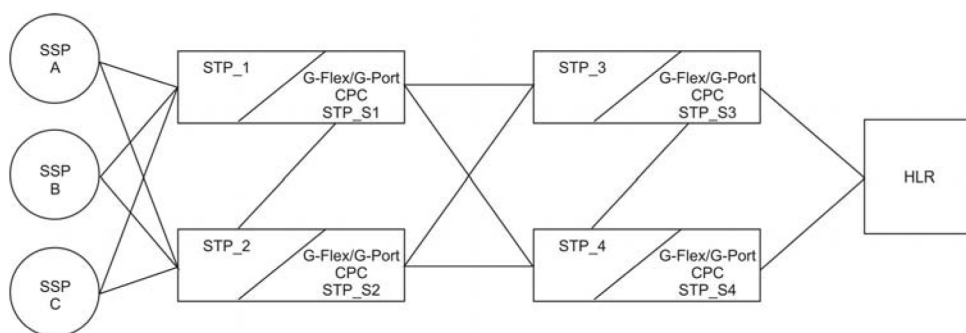 SSP
A
STP_1
G-Flex/G-Port
CPC
STP_S1
STP_3
G-Flex/G-Port
CPC
STP_S3
SSP
B
HLR
STP_2
G-Flex/G-Port
CPC
STP_S2
STP_4
G-Flex/G-Port
CPC
STP_S4
SSP
C